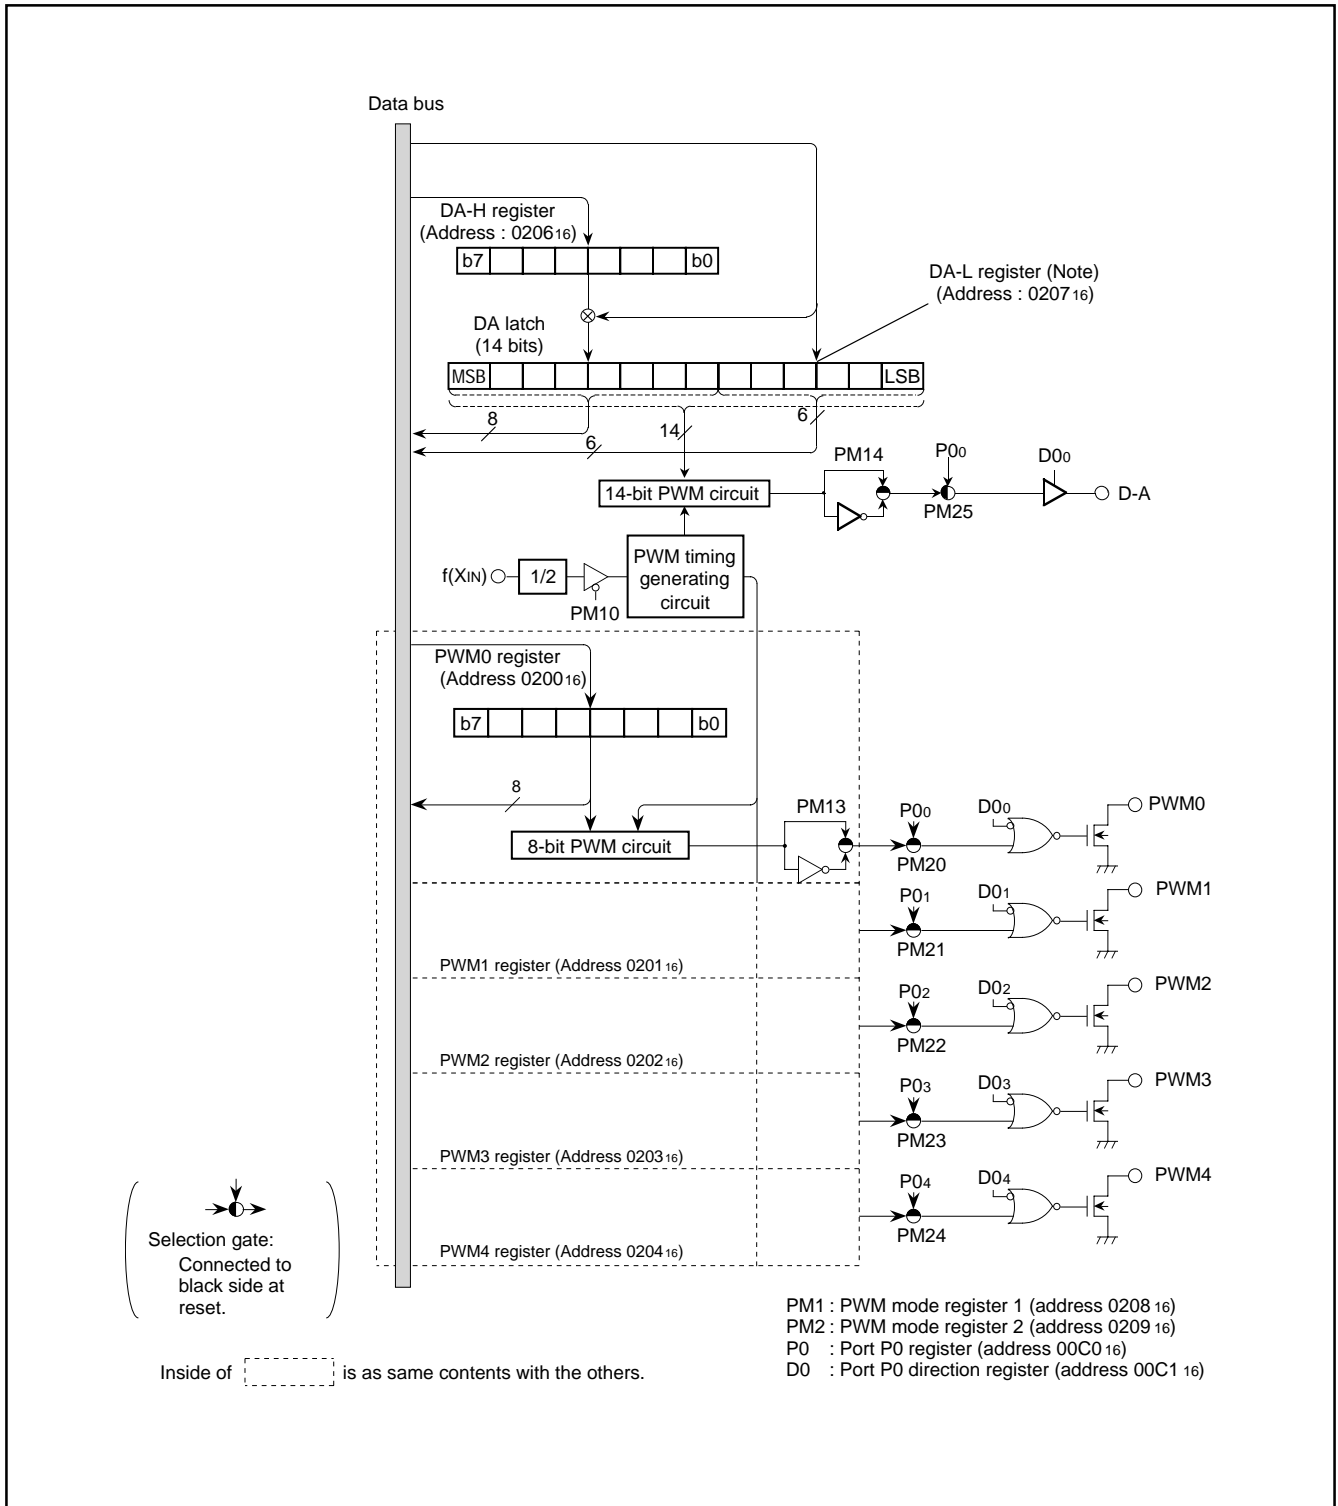 Data bus
DA-H register
(Address : 0206₁₆)
b7 b0
DA-L register (Note)
(Address : 0207₁₆)
DA latch
(14 bits)
MSB LSB
8
6
14
6
PM14
P0₀
D0₀
14-bit PWM circuit
D-A
PM25
f(XIN)
1/2
PM10
PWM timing
generating
circuit
PWM0 register
(Address 0200₁₆)
b7 b0
8
8-bit PWM circuit
PM13
P0₀
D0₀
PWM0
PM20
P0₁
D0₁
PWM1
PM21
PWM1 register (Address 0201₁₆)
P0₂
D0₂
PWM2
PM22
PWM2 register (Address 0202₁₆)
P0₃
D0₃
PWM3
PM23
PWM3 register (Address 0203₁₆)
P0₄
D0₄
PWM4
PM24
PWM4 register (Address 0204₁₆)
Selection gate:
Connected to
black side at
reset.
Inside of is as same contents with the others.
PM1 : PWM mode register 1 (address 0208₁₆)
PM2 : PWM mode register 2 (address 0209₁₆)
P0 : Port P0 register (address 00C0₁₆)
D0 : Port P0 direction register (address 00C1₁₆)